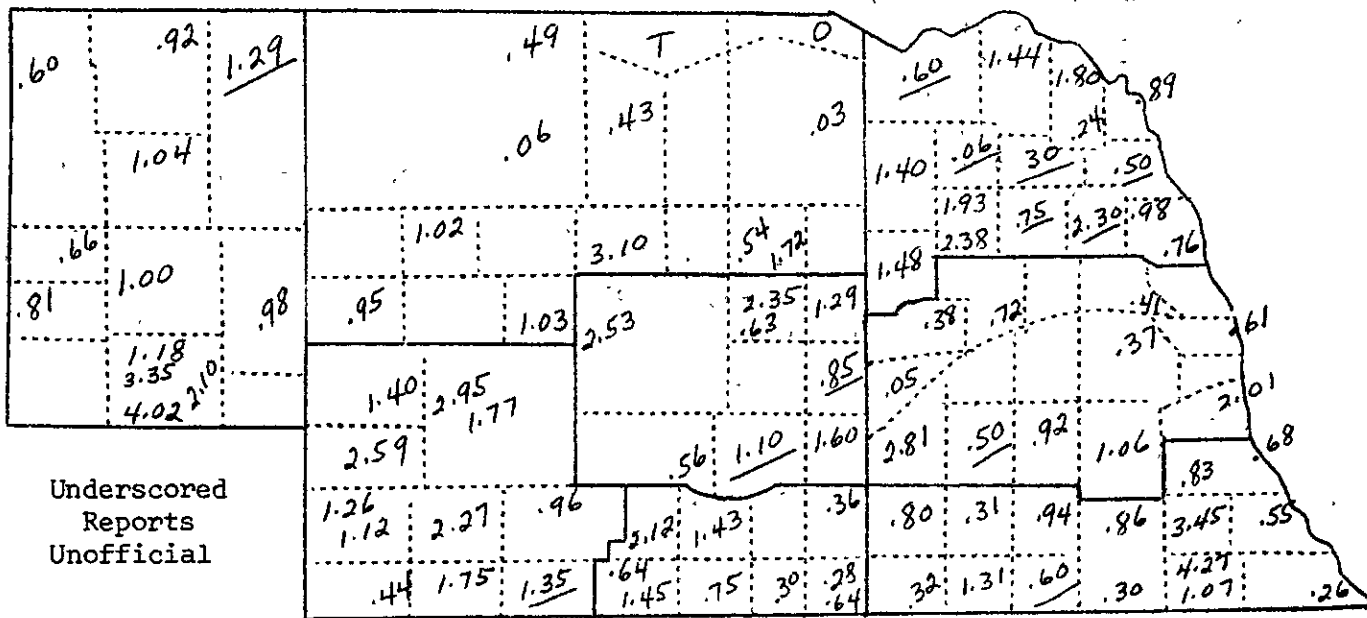 .60 .92 1.29 .49 T O .60 1.44 1.80 .89
1.04 .06 .43 .03 1.40 .06 .30 .24 .50
1.93 .75 2.30 .98
.66 1.02 3.10 .54 1.72 1.48 2.38 .76
.81 1.00 .98 .95 1.03 2.53 2.35 1.29 .38 .72 .41 .61
.63 .37
1.18 .85 .05
3.35 2.10 1.40 2.95 2.01
4.02 1.77
2.59 .56 1.10 1.60 2.81 .50 .92 1.06 .68
.83
Underscored
Reports
Unofficial
1.26 2.27 .96 2.12 1.43 .36 .80 .31 .94 .86 3.45 .55
1.12
.44 1.75 1.35 .64 .75 .30 .28 .32 1.31 .60 .30 4.27 .26
1.45 .64 1.07